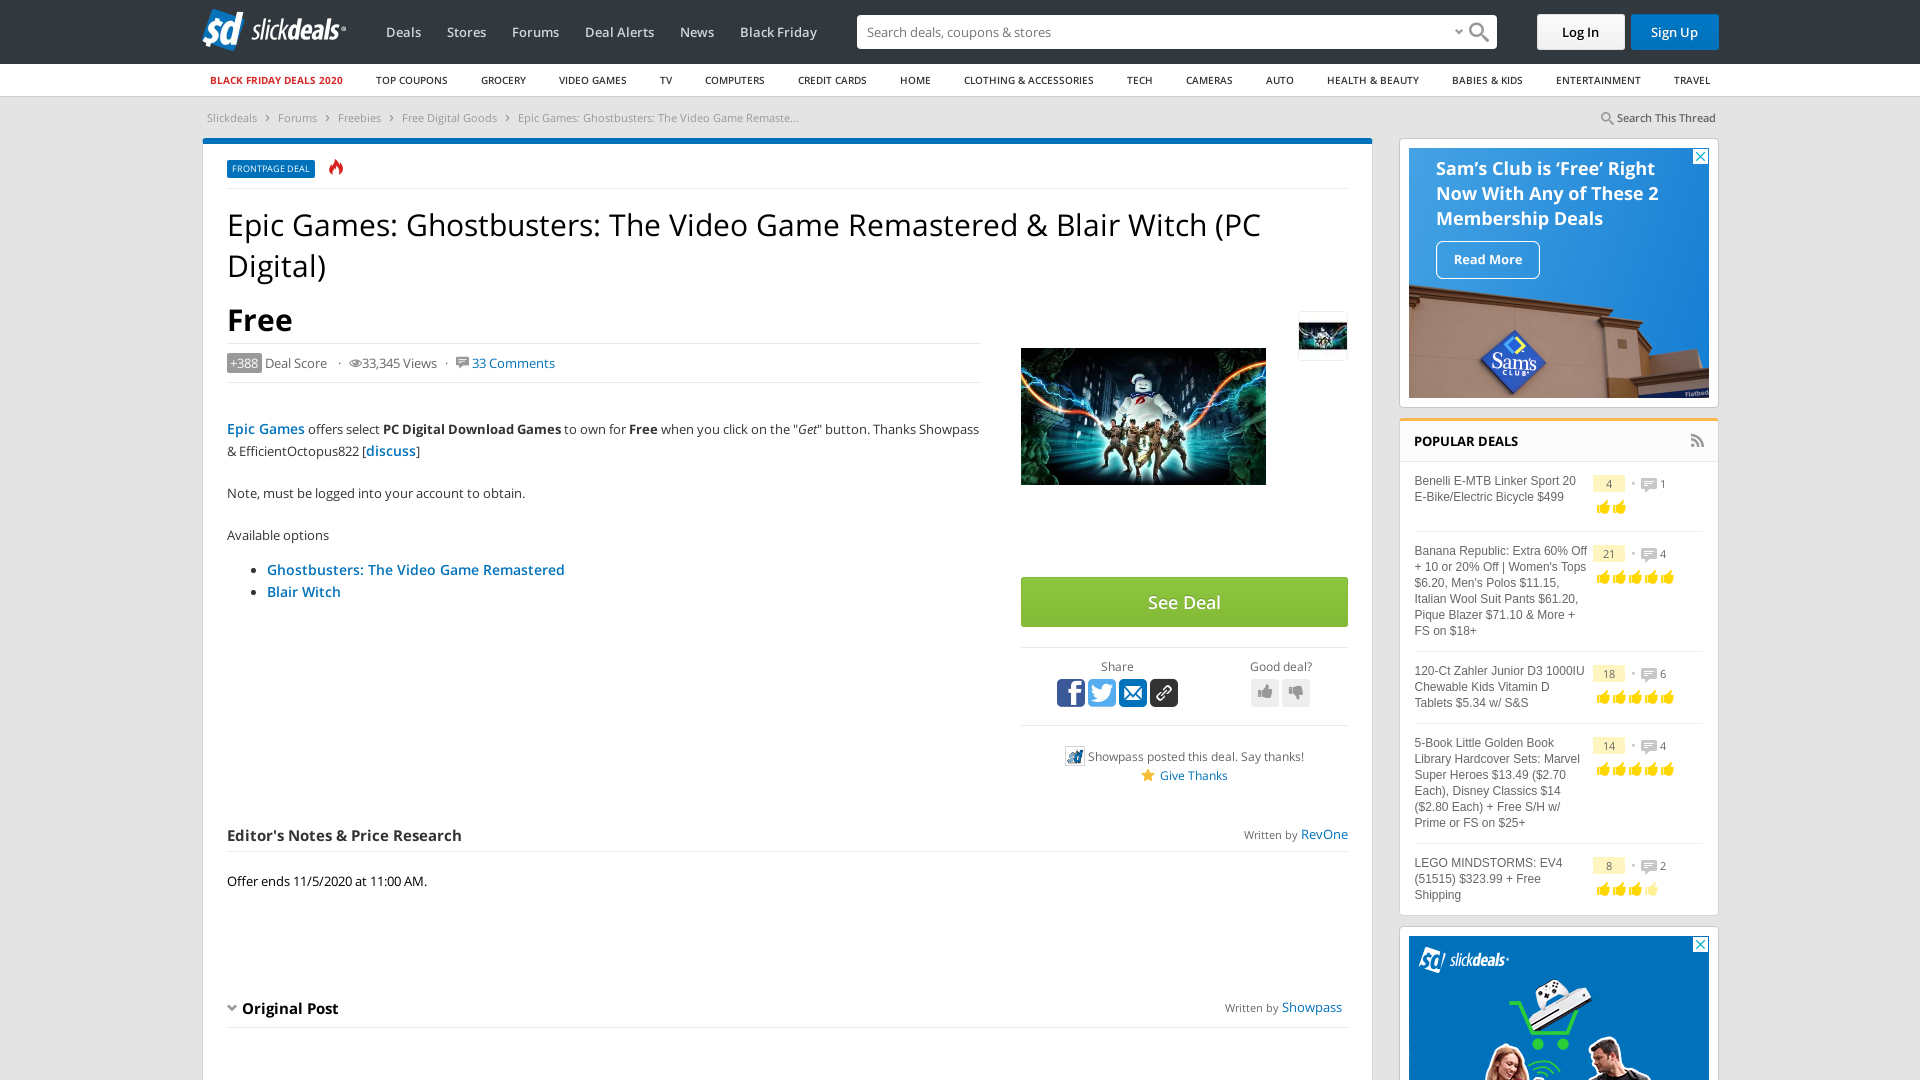 slickdeals
Deals
Stores
Forums
Deal Alerts
News
Black Friday
Search deals, coupons & stores
Log In
Sign Up
BLACK FRIDAY DEALS 2020
TOP COUPONS
GROCERY
VIDEO GAMES
TV
COMPUTERS
CREDIT CARDS
HOME
CLOTHING & ACCESSORIES
TECH
CAMERAS
AUTO
HEALTH & BEAUTY
BABIES & KIDS
ENTERTAINMENT
TRAVEL
Slickdeals › Forums › Freebies › Free Digital Goods › Epic Games: Ghostbusters: The Video Game Remaste...
Search This Thread
FRONTPAGE DEAL
Epic Games: Ghostbusters: The Video Game Remastered & Blair Witch (PC
Digital)
Free
+388 Deal Score · 33,345 Views · 33 Comments
Epic Games offers select PC Digital Download Games to own for Free when you click on the "Get" button. Thanks Showpass
& EfficientOctopus822 [discuss]
Note, must be logged into your account to obtain.
Available options
• Ghostbusters: The Video Game Remastered
• Blair Witch
See Deal
Share
Good deal?
Showpass posted this deal. Say thanks!
Give Thanks
Editor's Notes & Price Research
Written by RevOne
Offer ends 11/5/2020 at 11:00 AM.
Original Post
Written by Showpass
Sam's Club is 'Free' Right
Now With Any of These 2
Membership Deals
Read More
Sam's
CLUB
Flatbed
POPULAR DEALS
Benelli E-MTB Linker Sport 20
E-Bike/Electric Bicycle $499
4 • 1
Banana Republic: Extra 60% Off
+ 10 or 20% Off | Women's Tops
$6.20, Men's Polos $11.15,
Italian Wool Suit Pants $61.20,
Pique Blazer $71.10 & More +
FS on $18+
21 • 4
120-Ct Zahler Junior D3 1000IU
Chewable Kids Vitamin D
Tablets $5.34 w/ S&S
18 • 6
5-Book Little Golden Book
Library Hardcover Sets: Marvel
Super Heroes $13.49 ($2.70
Each), Disney Classics $14
($2.80 Each) + Free S/H w/
Prime or FS on $25+
14 • 4
LEGO MINDSTORMS: EV4
(51515) $323.99 + Free
Shipping
8 • 2
slickdeals